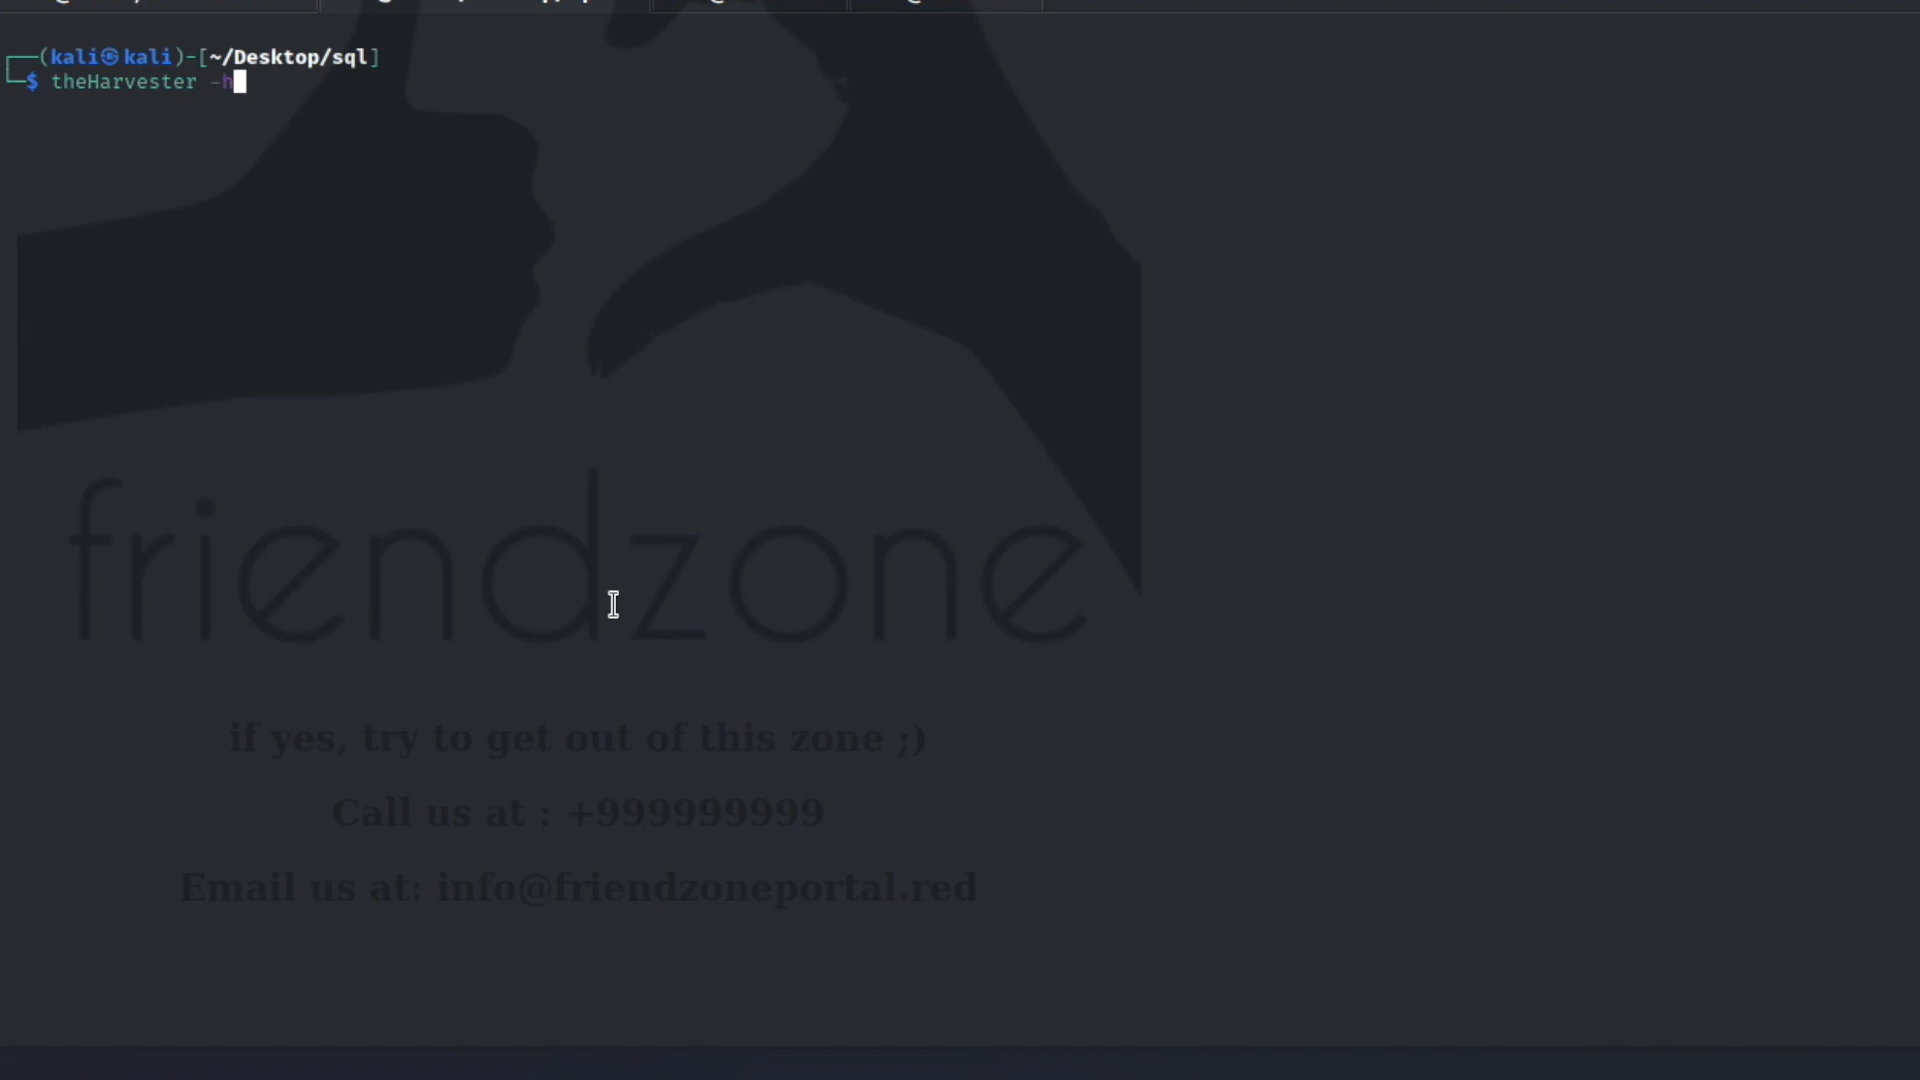 ┌──(kali㉿kali)-[~/Desktop/sql]
└─$ theHarvester -h
friendzone
if yes, try to get out of this zone ;)
Call us at : +999999999
Email us at: info@friendzoneportal.red